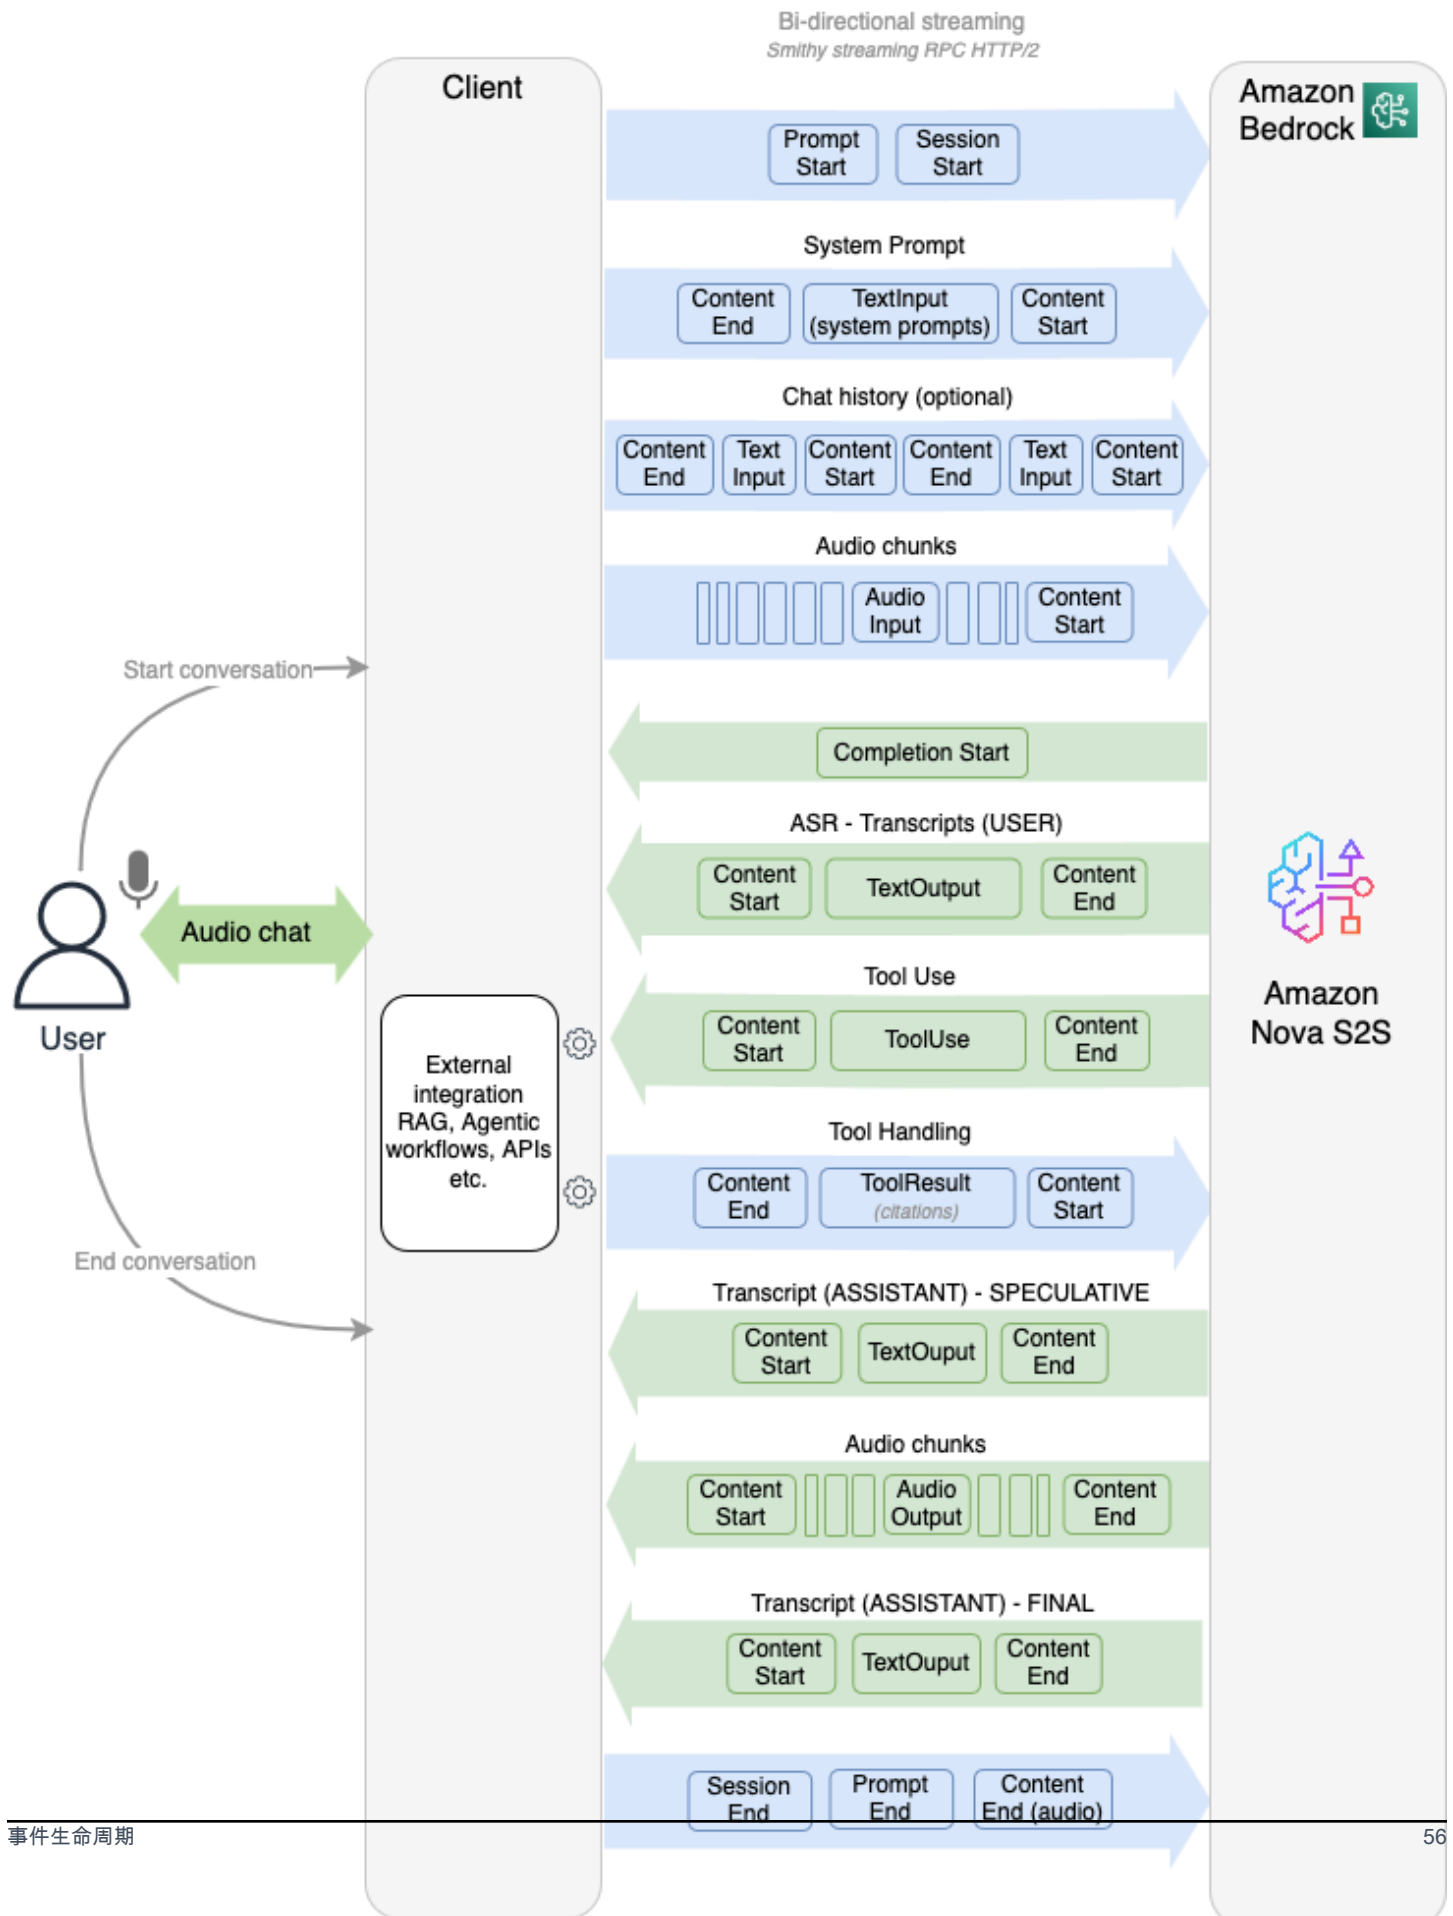 Bi-directional streaming
Smithy streaming RPC HTTP/2
Client
Amazon
Bedrock
Prompt
Start
Session
Start
System Prompt
Content
End
TextInput
(system prompts)
Content
Start
Chat history (optional)
Content
End
Text
Input
Content
Start
Content
End
Text
Input
Content
Start
Audio chunks
Audio
Input
Content
Start
Start conversation
Completion Start
ASR - Transcripts (USER)
Content
Start
TextOutput
Content
End
Audio chat
User
Tool Use
Content
Start
ToolUse
Content
End
Amazon
Nova S2S
External
integration
RAG, Agentic
workflows, APIs
etc.
Tool Handling
Content
End
ToolResult
(citations)
Content
Start
End conversation
Transcript (ASSISTANT) - SPECULATIVE
Content
Start
TextOuput
Content
End
Audio chunks
Content
Start
Audio
Output
Content
End
Transcript (ASSISTANT) - FINAL
Content
Start
TextOuput
Content
End
Session
End
Prompt
End
Content
End (audio)
事件生命周期
56